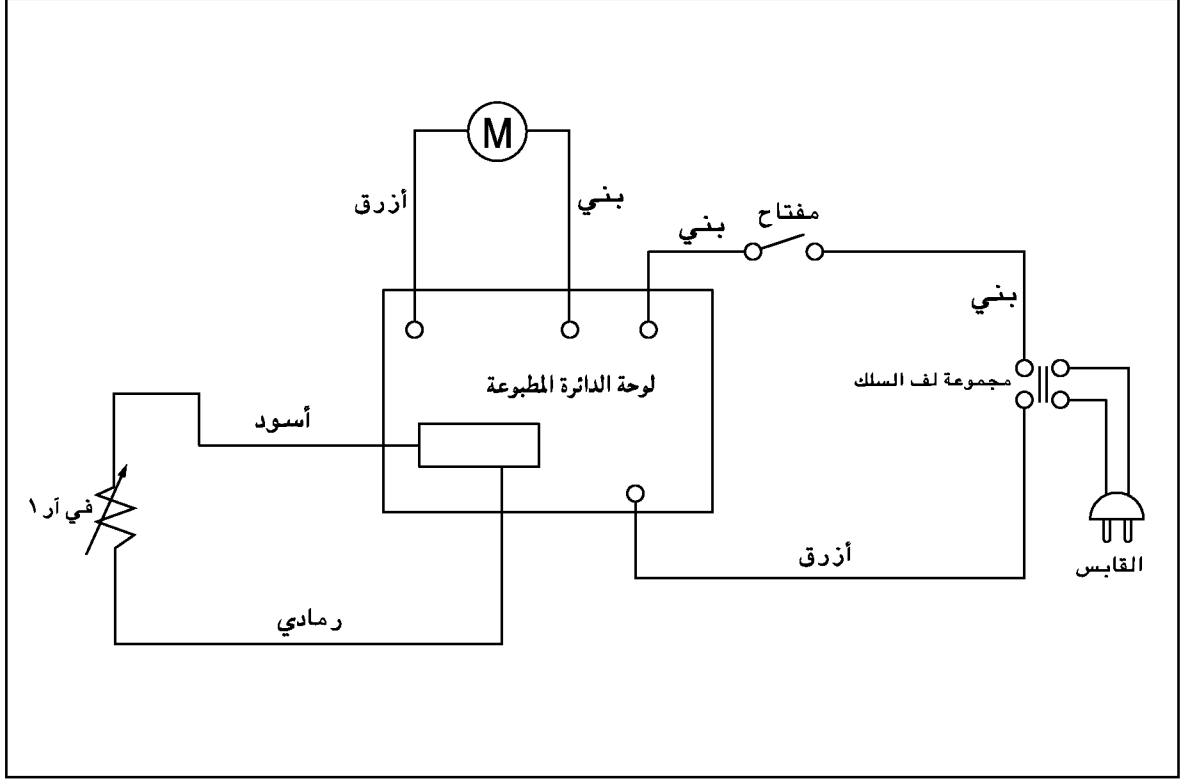 M
أزرق
بني
مفتاح
بني
بني
لوحة الدائرة المطبوعة
مجموعة لف السلك
أسود
في آر ١
أزرق
القابس
رمادي